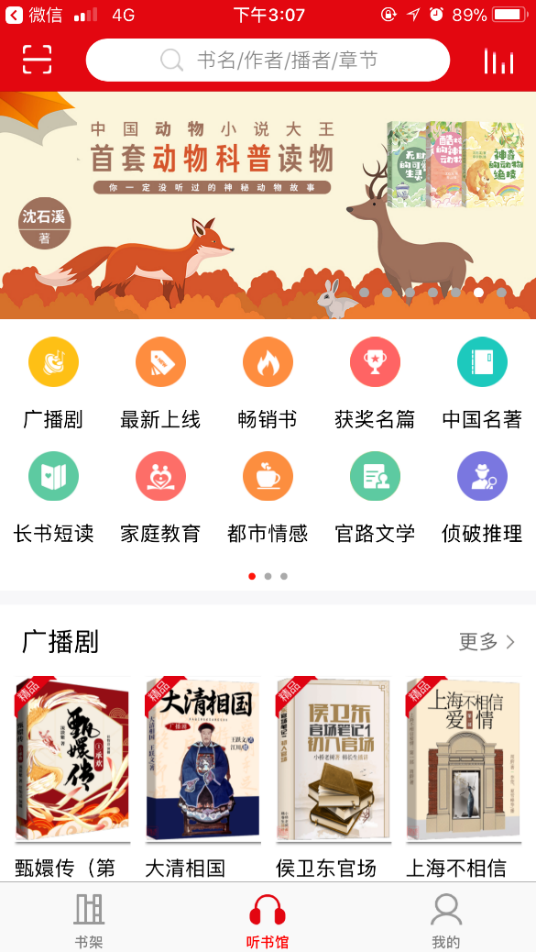 微信 4G 下午3:07 89%
书名/作者/播者/章节
中国动物小说大王
首套动物科普读物
你一定没听过的神秘动物故事
沈石溪
著
神奇的动物绝唱
广播剧 最新上线 畅销书 获奖名篇 中国名著
长书短读 家庭教育 都市情感 官路文学 侦破推理
广播剧 更多
精品 精品 精品 精品
甄嬛传
大清相国
侯卫东官场笔记1初入官场
上海不相信爱情
甄嬛传（第 大清相国 侯卫东官场 上海不相信
书架 听书馆 我的